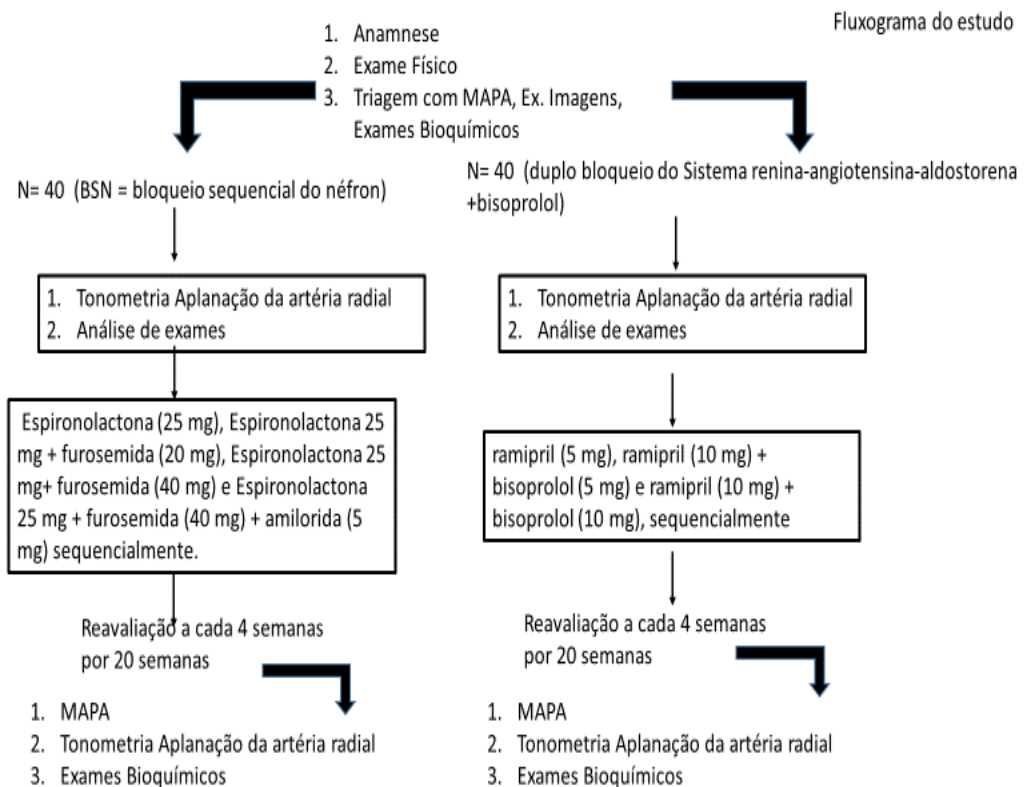 Fluxograma do estudo
1. Anamnese
2. Exame Físico
3. Triagem com MAPA, Ex. Imagens,
Exames Bioquímicos
N= 40 (BSN = bloqueio sequencial do néfron)
1. Tonometria Aplanação da artéria radial
2. Análise de exames
Espironolactona (25 mg), Espironolactona 25
mg + furosemida (20 mg), Espironolactona 25
mg+ furosemida (40 mg) e Espironolactona
25 mg + furosemida (40 mg) + amilorida (5
mg) sequencialmente.
Reavaliação a cada 4 semanas
por 20 semanas
1. MAPA
2. Tonometria Aplanação da artéria radial
3. Exames Bioquímicos
N= 40 (duplo bloqueio do Sistema renina-angiotensina-aldostorena
+bisoprolol)
1. Tonometria Aplanação da artéria radial
2. Análise de exames
ramipril (5 mg), ramipril (10 mg) +
bisoprolol (5 mg) e ramipril (10 mg) +
bisoprolol (10 mg), sequencialmente
Reavaliação a cada 4 semanas
por 20 semanas
1. MAPA
2. Tonometria Aplanação da artéria radial
3. Exames Bioquímicos